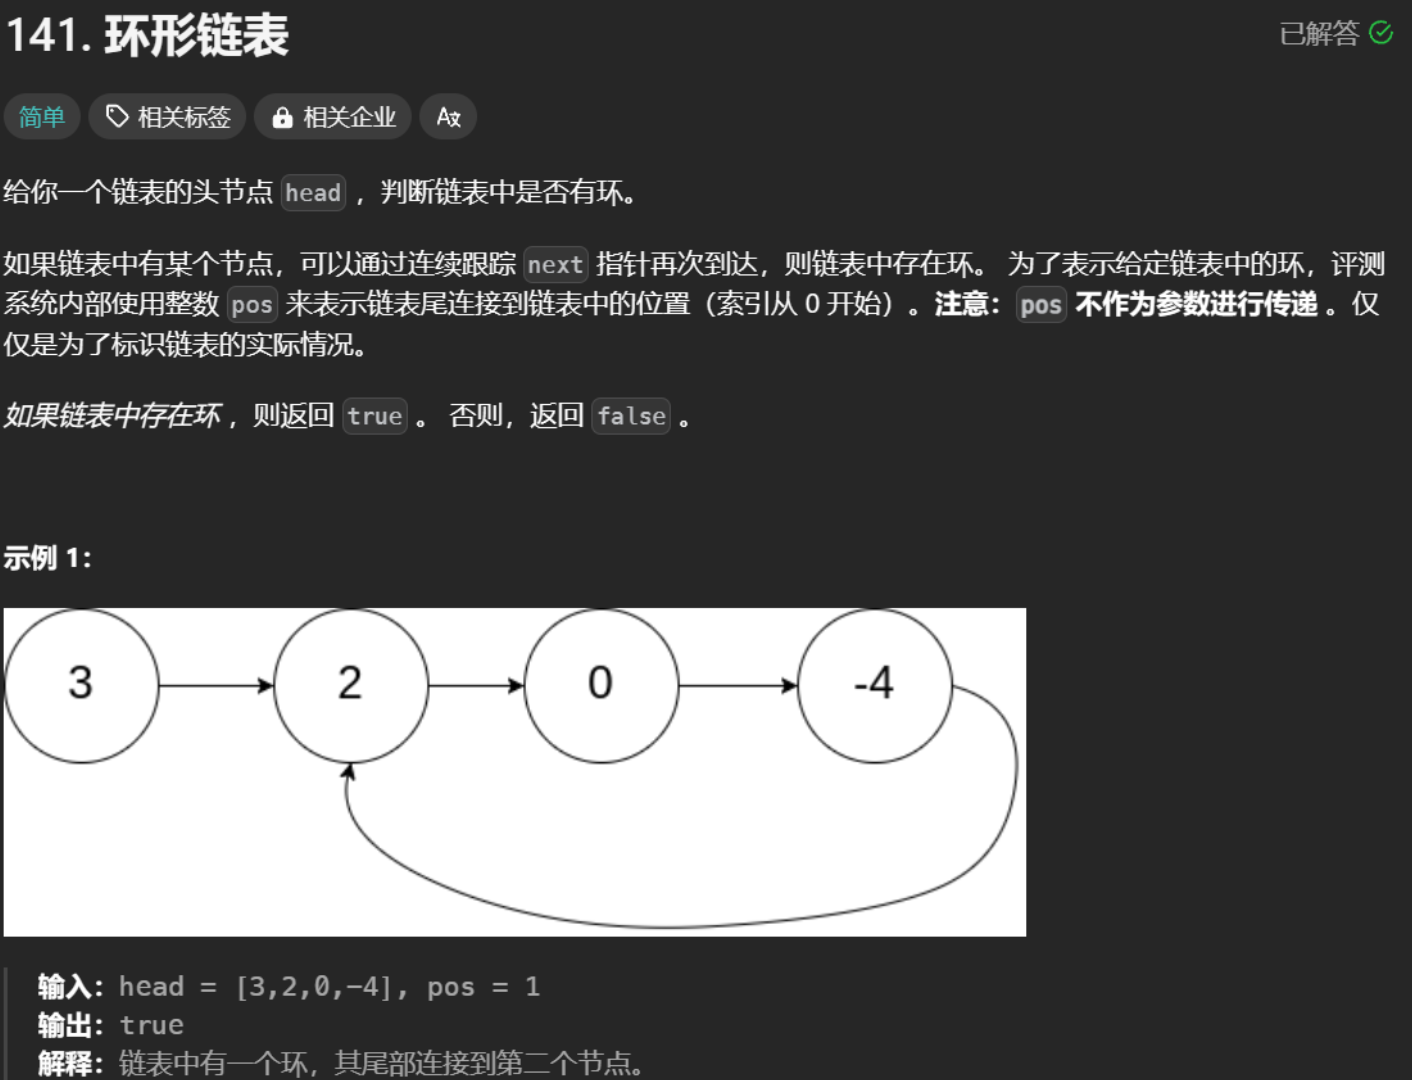 141. 环形链表
已解答
简单 相关标签 相关企业
给你一个链表的头节点 head ，判断链表中是否有环。
如果链表中有某个节点，可以通过连续跟踪 next 指针再次到达，则链表中存在环。 为了表示给定链表中的环，评测
系统内部使用整数 pos 来表示链表尾连接到链表中的位置（索引从 0 开始）。注意：pos 不作为参数进行传递 。仅
仅是为了标识链表的实际情况。
如果链表中存在环 ，则返回 true 。 否则，返回 false 。
示例 1：
3 2 0 -4
输入：head = [3,2,0,-4], pos = 1
输出：true
解释：链表中有一个环，其尾部连接到第二个节点。